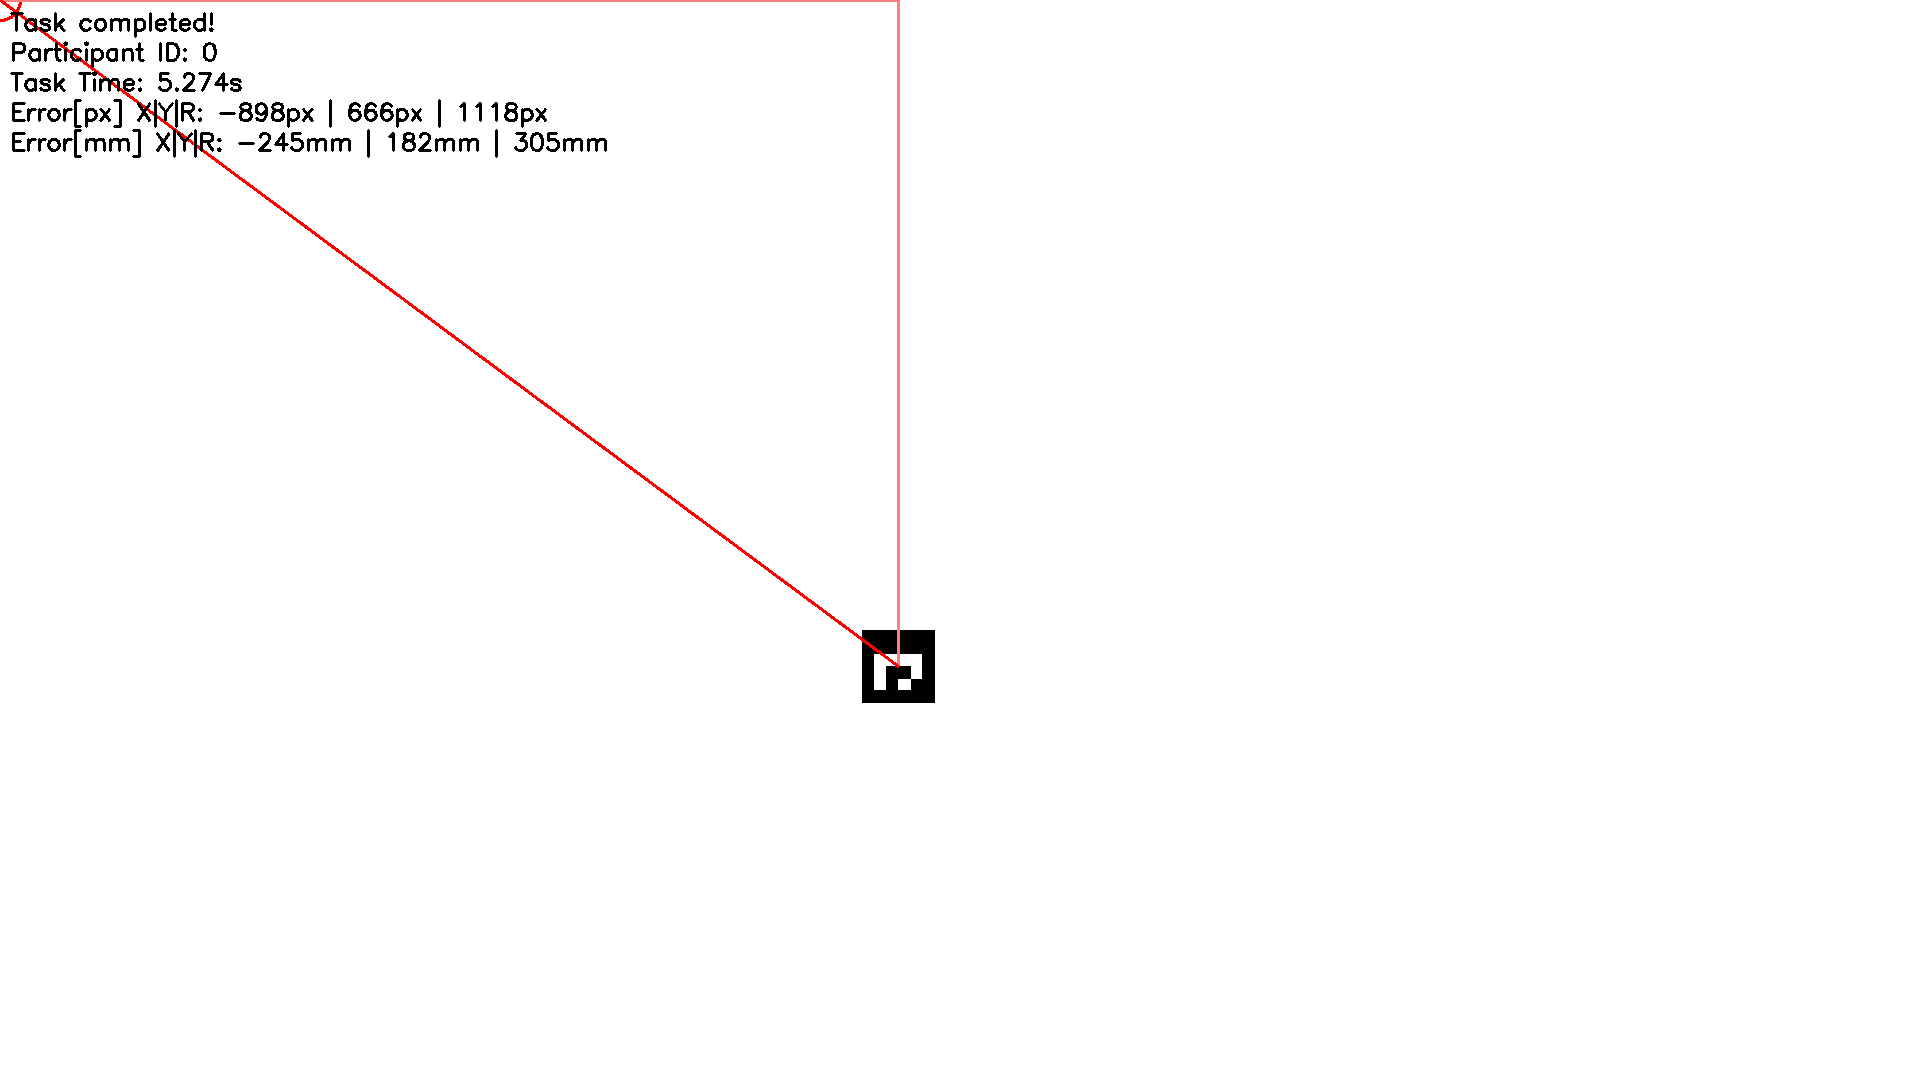 Task completed!
Participant ID: 0
Task Time: 5.274s
Error[px] X|Y|R: -898px | 666px | 1118px
Error[mm] X|Y|R: -245mm | 182mm | 305mm